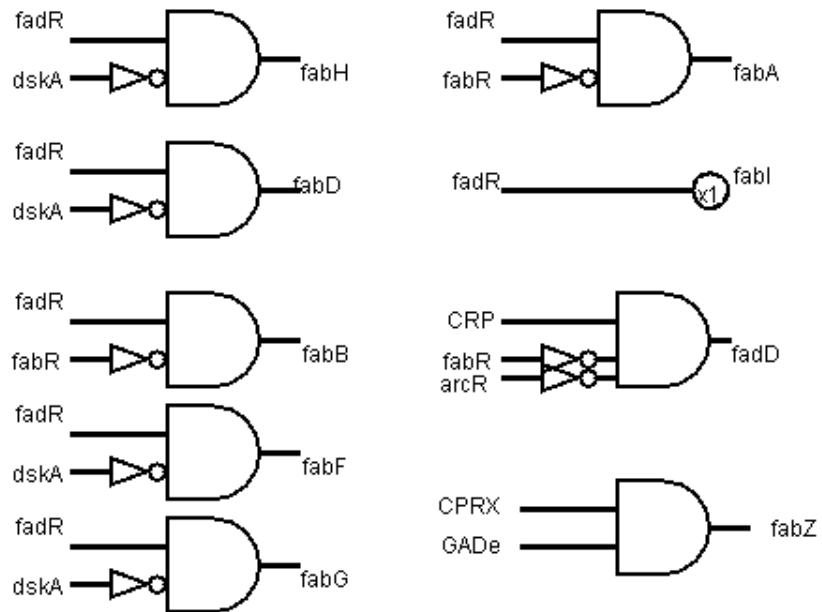 fadR
dskA
fabH
fadR
dskA
fabD
fadR
fabR
fabB
fadR
dskA
fabF
fadR
dskA
fabG
fadR
fabR
fabA
fadR
x1
fabI
CRP
fabR
arcR
fadD
CPRX
GADe
fabZ